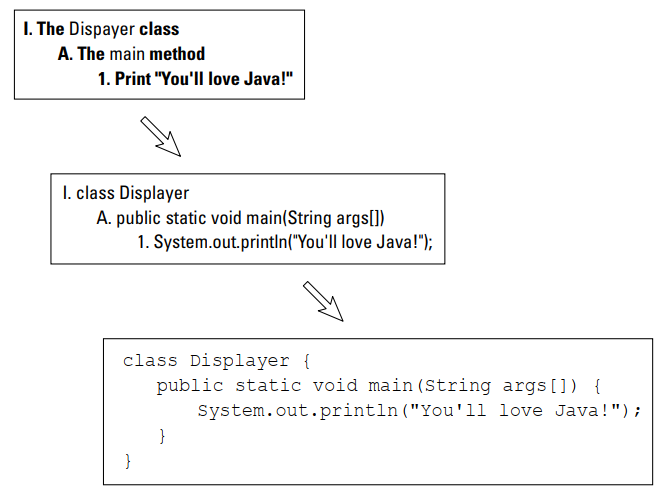 I. The Dispayer class
A. The main method
1. Print "You'll love Java!"
I. class Displayer
A. public static void main(String args[])
1. System.out.println("You'll love Java!");
class Displayer {
public static void main(String args[]) {
System.out.println("You'll love Java!");
}
}